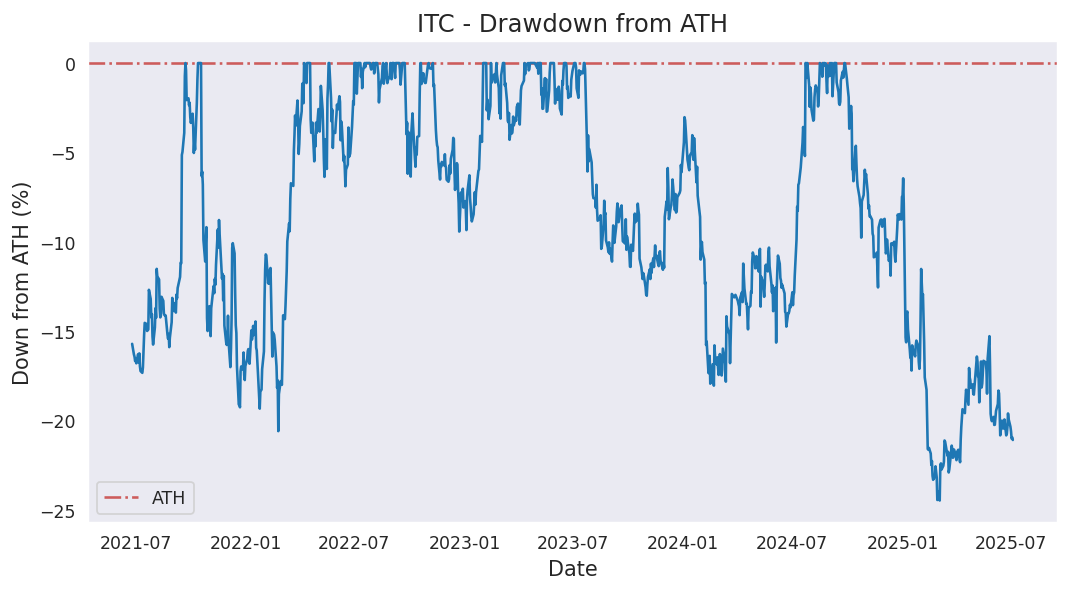 ITC - Drawdown from ATH
Down from ATH (%)
0
−5
−10
−15
−20
−25
ATH
2021-07 2022-01 2022-07 2023-01 2023-07 2024-01 2024-07 2025-01 2025-07
Date